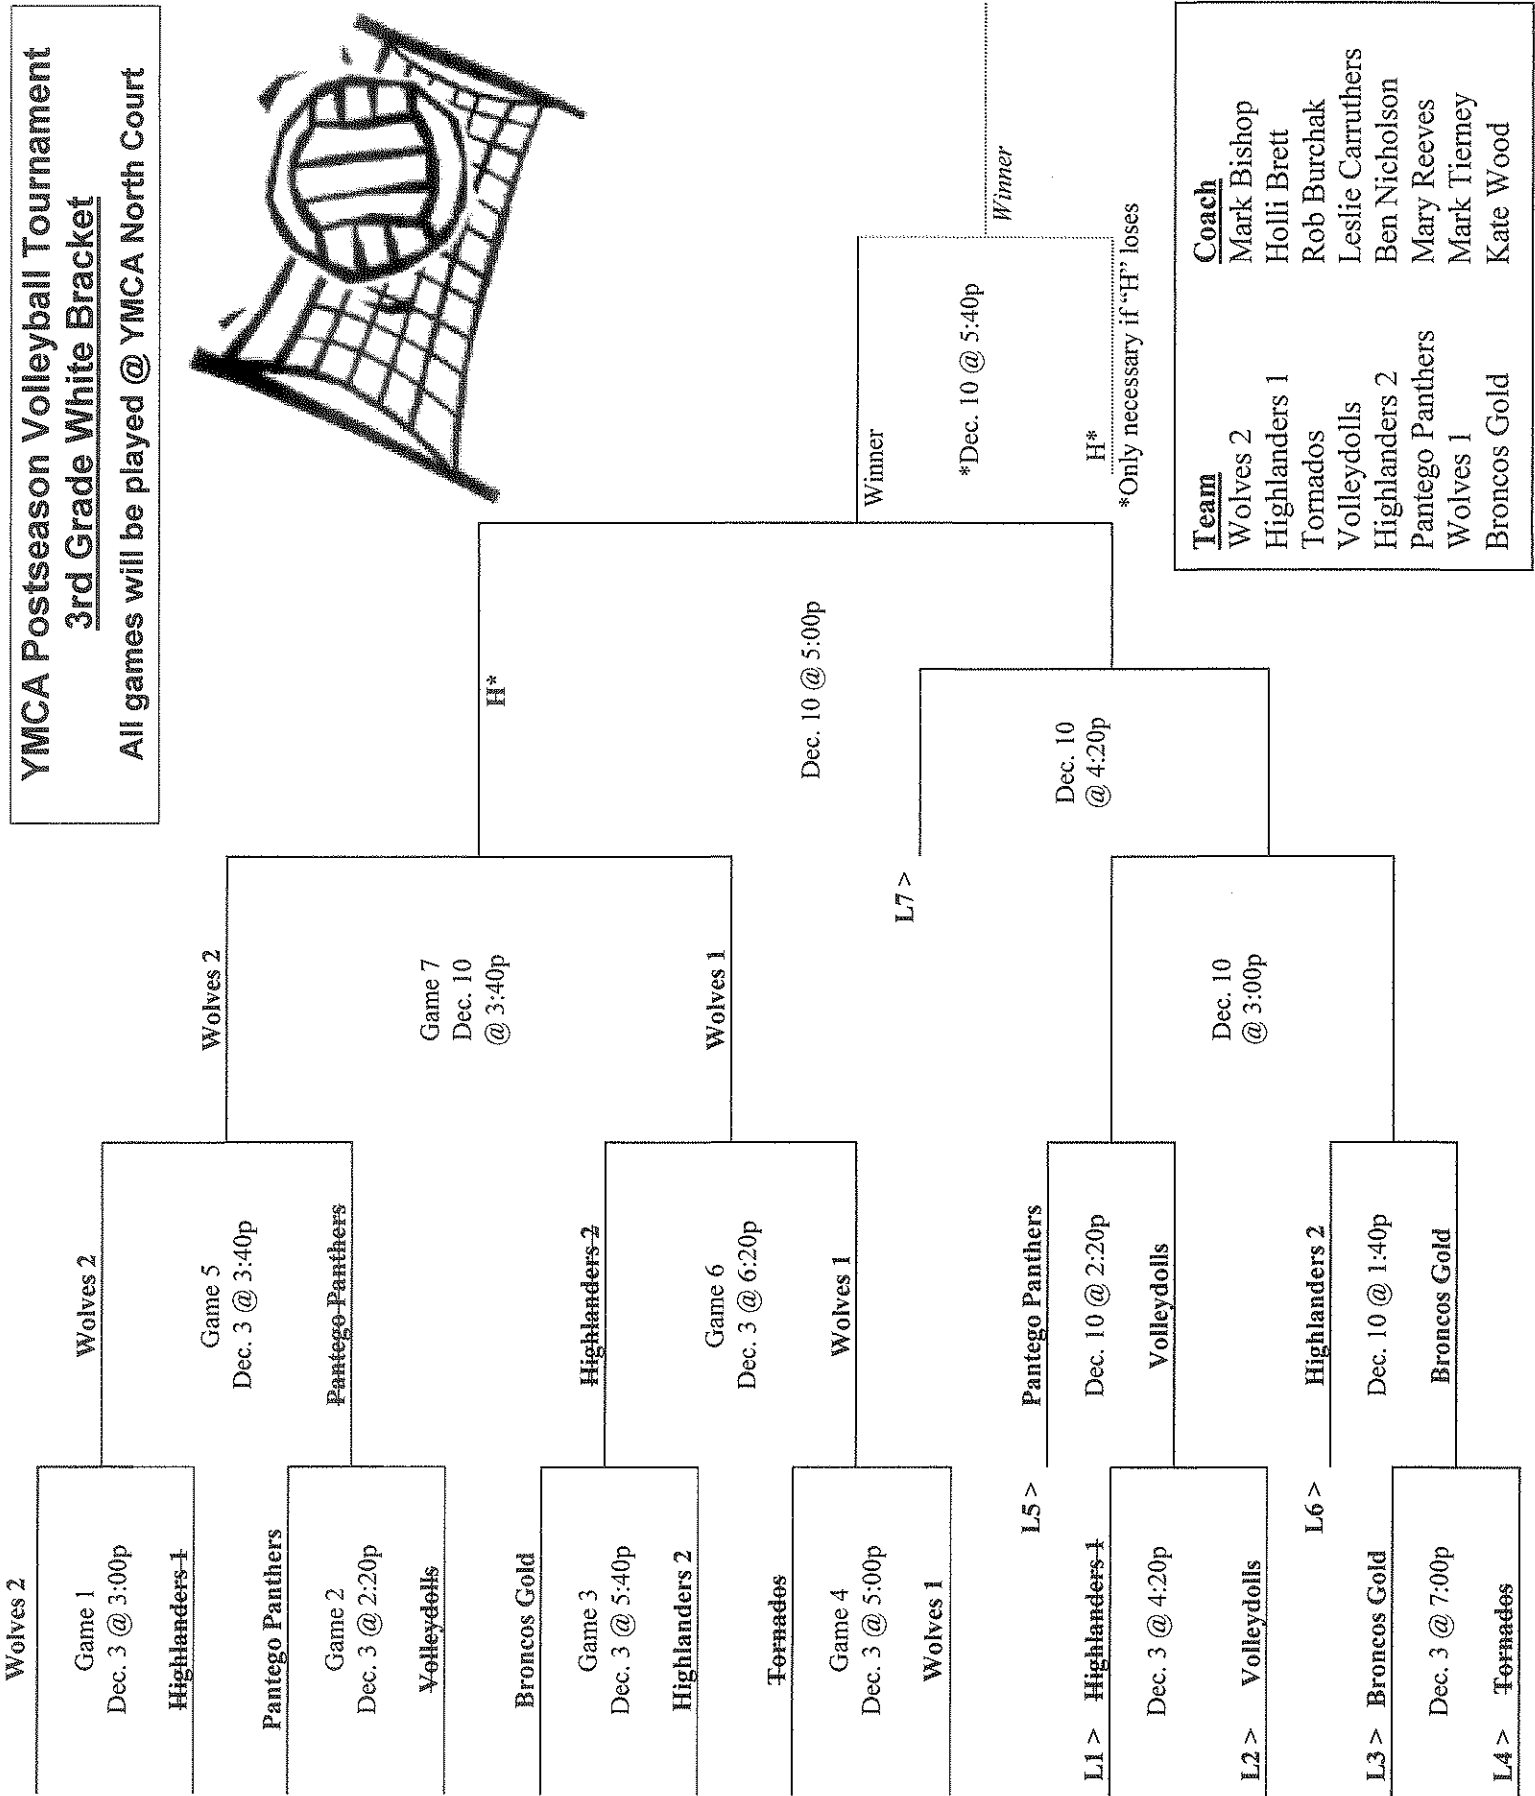 YMCA Postseason Volleyball Tournament
3rd Grade White Bracket
All games will be played @ YMCA North Court
Wolves 2
Game 1
Dec. 3 @ 3:00p
Highlanders 1
Pantego Panthers
Game 2
Dec. 3 @ 2:20p
Volleydolls
Broncos Gold
Game 3
Dec. 3 @ 5:40p
Highlanders 2
Tornados
Game 4
Dec. 3 @ 5:00p
Wolves 1
L1 > Highlanders 1
Dec. 3 @ 4:20p
L2 > Volleydolls
L3 > Broncos Gold
Dec. 3 @ 7:00p
L4 > Tornados
Wolves 2
Game 5
Dec. 3 @ 3:40p
Pantego Panthers
Highlanders 2
Game 6
Dec. 3 @ 6:20p
Wolves 1
L5 > Pantego Panthers
Dec. 10 @ 2:20p
Volleydolls
L6 > Highlanders 2
Dec. 10 @ 1:40p
Broncos Gold
Wolves 2
Game 7
Dec. 10
@ 3:40p
Wolves 1
Dec. 10
@ 3:00p
L7 >
Dec. 10
@ 4:20p
H*
Dec. 10 @ 5:00p
Winner
*Dec. 10 @ 5:40p
H*
*Only necessary if "H" loses
Winner
Team Coach
Wolves 2 Mark Bishop
Highlanders 1 Holli Brett
Tornados Rob Burchak
Volleydolls Leslie Carruthers
Highlanders 2 Ben Nicholson
Pantego Panthers Mary Reeves
Wolves 1 Mark Tierney
Broncos Gold Kate Wood